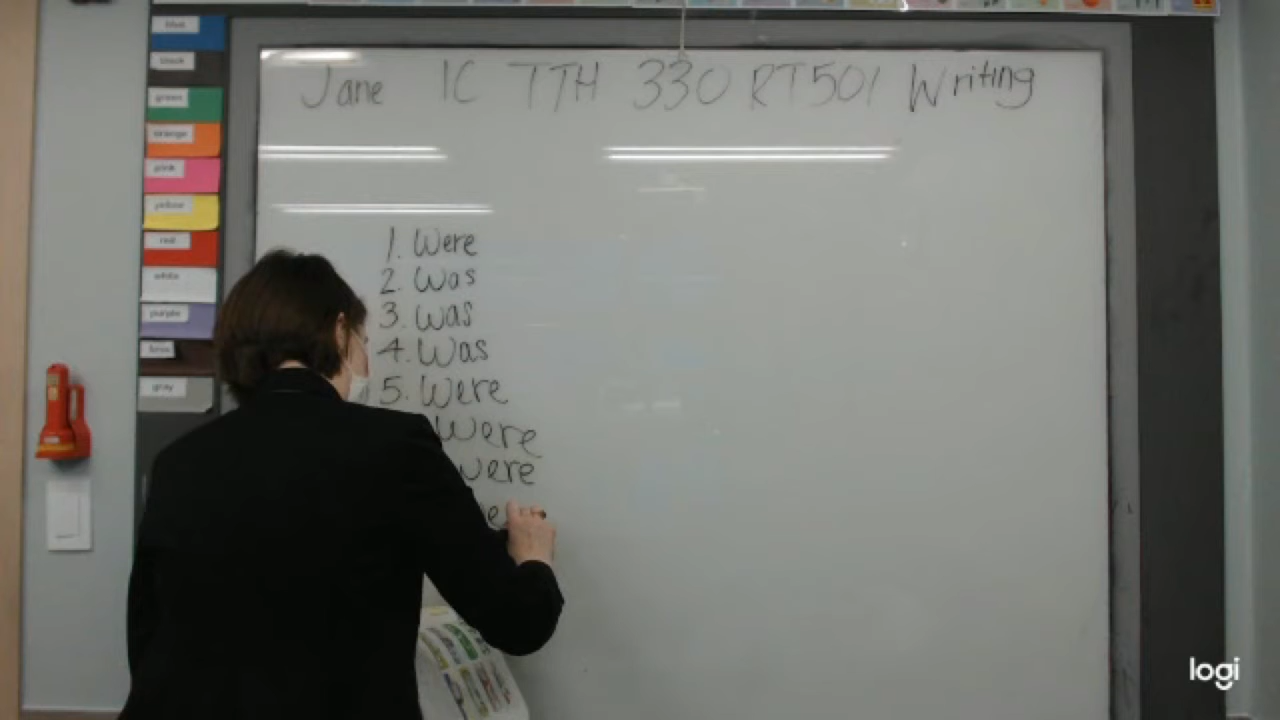 blue
black
green
orange
pink
yellow
red
white
purple
gray
Jane 1C TTH 330 RT501 Writing
1. Were
2. Was
3. Was
4. Was
5. Were
Were
Were
logi